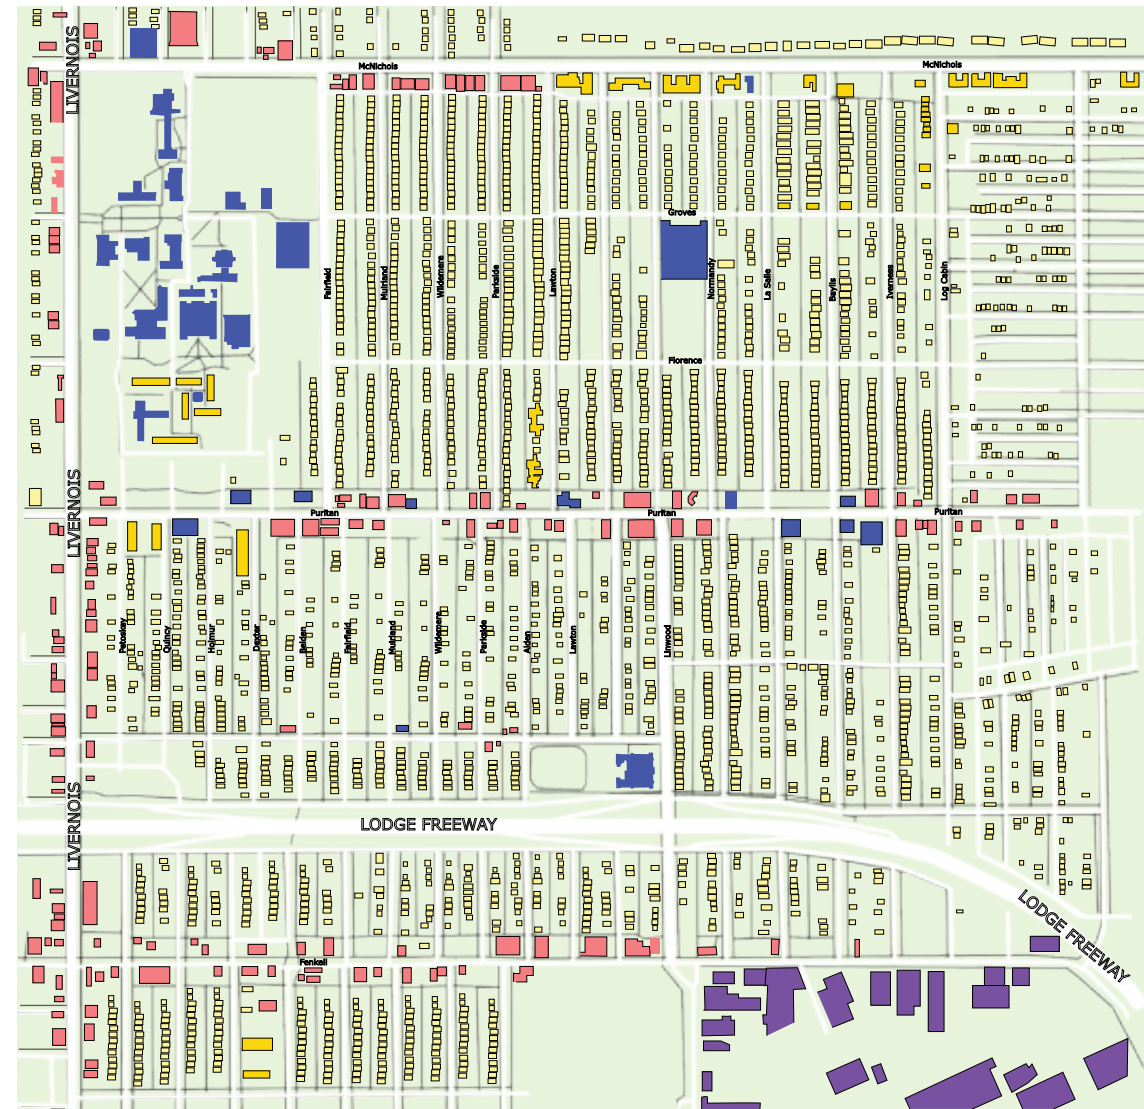 McNichols
McNichols
LIVERNOIS
Groves
Fairfield
Muirland
Wildemere
Parkside
Lawton
Normandy
La Salle
Baylis
Iverness
Log Cabin
Florence
LIVERNOIS
Puritan
Puritan
Puritan
Petoskey
Quincy
Holmur
Dexter
Belden
Fairfield
Muirland
Wildemere
Parkside
Alden
Lawton
Linwood
LIVERNOIS
LODGE FREEWAY
LODGE FREEWAY
Fenkell